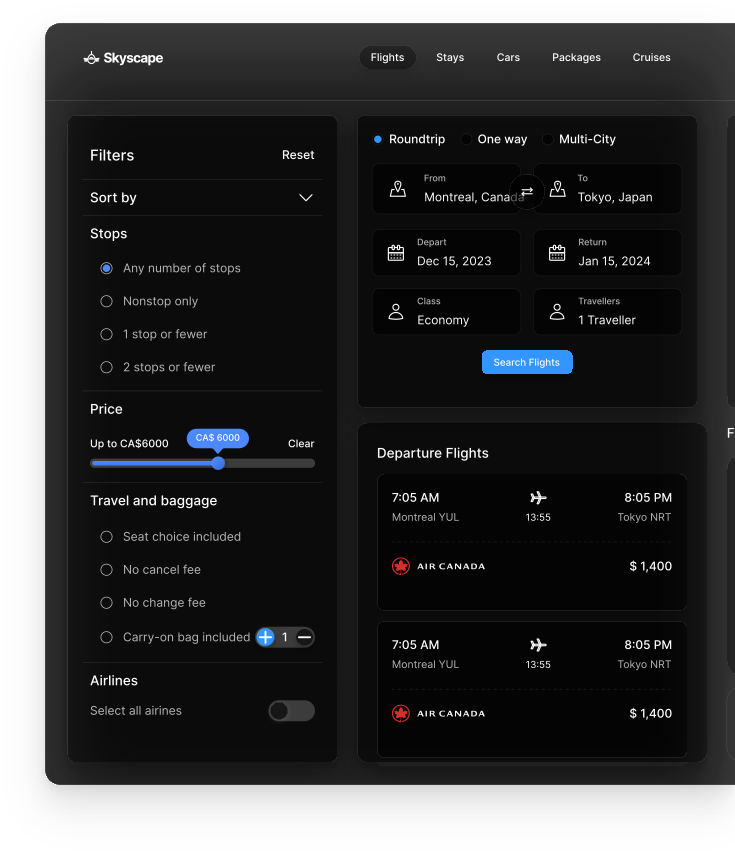 Skyscape
Flights Stays Cars Packages Cruises
Filters Reset
Sort by
Stops
Any number of stops
Nonstop only
1 stop or fewer
2 stops or fewer
Price
CA$ 6000
Up to CA$6000 Clear
Travel and baggage
Seat choice included
No cancel fee
No change fee
Carry-on bag included 1
Airlines
Select all airines
Roundtrip One way Multi-City
From
Montreal, Canada
To
Tokyo, Japan
Depart
Dec 15, 2023
Return
Jan 15, 2024
Class
Economy
Travellers
1 Traveller
Search Flights
Departure Flights
7:05 AM 8:05 PM
Montreal YUL 13:55 Tokyo NRT
AIR CANADA $ 1,400
7:05 AM 8:05 PM
Montreal YUL 13:55 Tokyo NRT
AIR CANADA $ 1,400